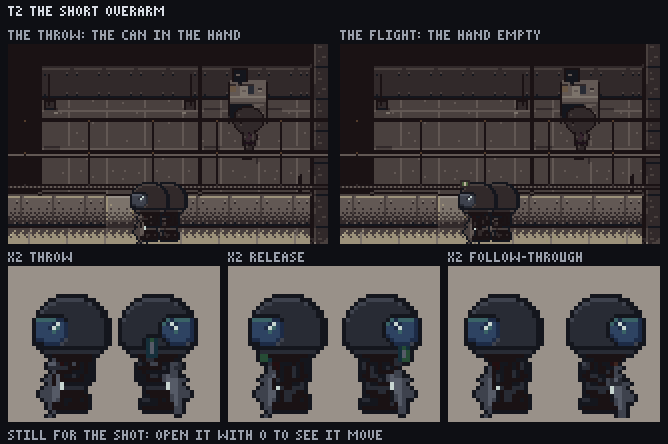 T2 THE SHORT OVERARM
THE THROW: THE CAN IN THE HAND
THE FLIGHT: THE HAND EMPTY
X2 THROW
X2 RELEASE
X2 FOLLOW-THROUGH
STILL FOR THE SHOT: OPEN IT WITH O TO SEE IT MOVE